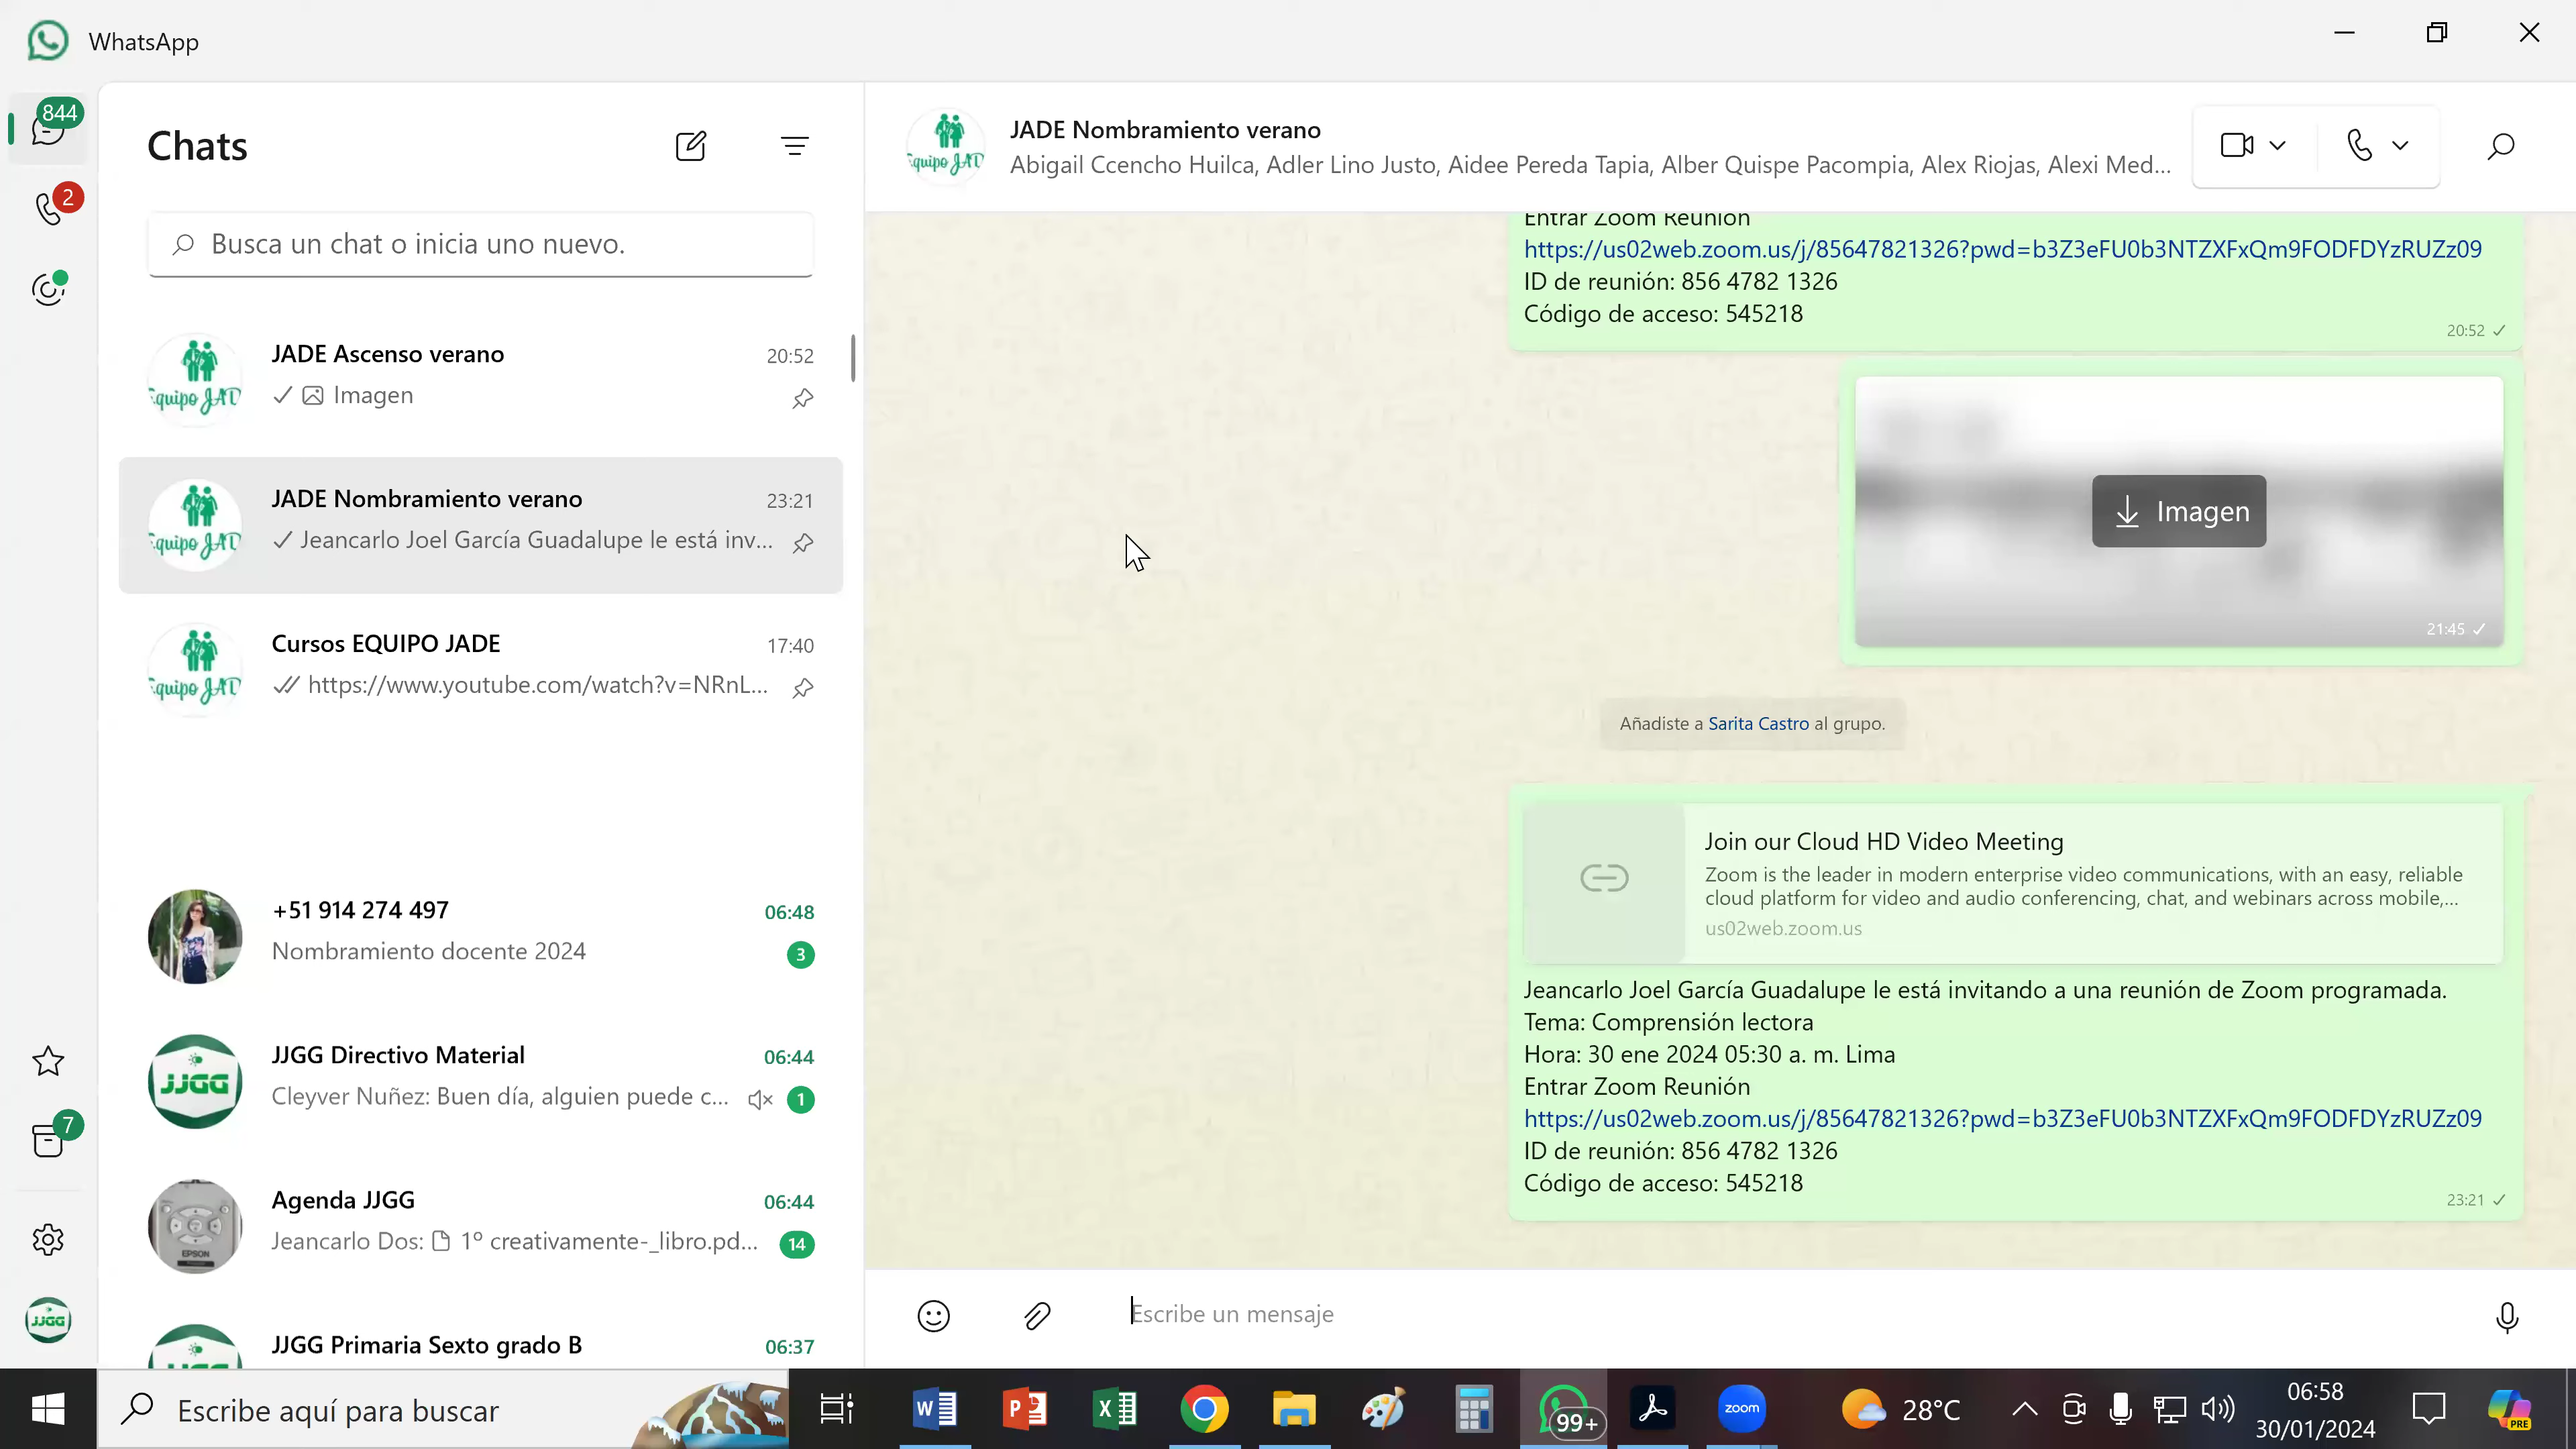 WhatsApp
844
2
7
Chats
Busca un chat o inicia uno nuevo.
JADE Ascenso verano
20:52
Imagen
JADE Nombramiento verano
23:21
Jeancarlo Joel García Guadalupe le está inv...
Cursos EQUIPO JADE
17:40
https://www.youtube.com/watch?v=NRnL...
+51 914 274 497
06:48
Nombramiento docente 2024
3
JJGG Directivo Material
06:44
Cleyver Nuñez: Buen día, alguien puede c...
1
JJGG
Agenda JJGG
06:44
Jeancarlo Dos: 1º creativamente-_libro.pd...
14
EPSON
JJGG Primaria Sexto grado B
06:37
JJGG
JADE Nombramiento verano
Abigail Ccencho Huilca, Adler Lino Justo, Aidee Pereda Tapia, Alber Quispe Pacompia, Alex Riojas, Alexi Med...
Entrar Zoom Reunión
https://us02web.zoom.us/j/85647821326?pwd=b3Z3eFU0b3NTZXFxQm9FODFDYzRUZz09
ID de reunión: 856 4782 1326
Código de acceso: 545218
20:52
Imagen
21:45
Añadiste a Sarita Castro al grupo.
Join our Cloud HD Video Meeting
Zoom is the leader in modern enterprise video communications, with an easy, reliable
cloud platform for video and audio conferencing, chat, and webinars across mobile,...
us02web.zoom.us
Jeancarlo Joel García Guadalupe le está invitando a una reunión de Zoom programada.
Tema: Comprensión lectora
Hora: 30 ene 2024 05:30 a. m. Lima
Entrar Zoom Reunión
https://us02web.zoom.us/j/85647821326?pwd=b3Z3eFU0b3NTZXFxQm9FODFDYzRUZz09
ID de reunión: 856 4782 1326
Código de acceso: 545218
23:21
Escribe un mensaje
Escribe aquí para buscar
99+
zoom
28°C
06:58
30/01/2024
PRE